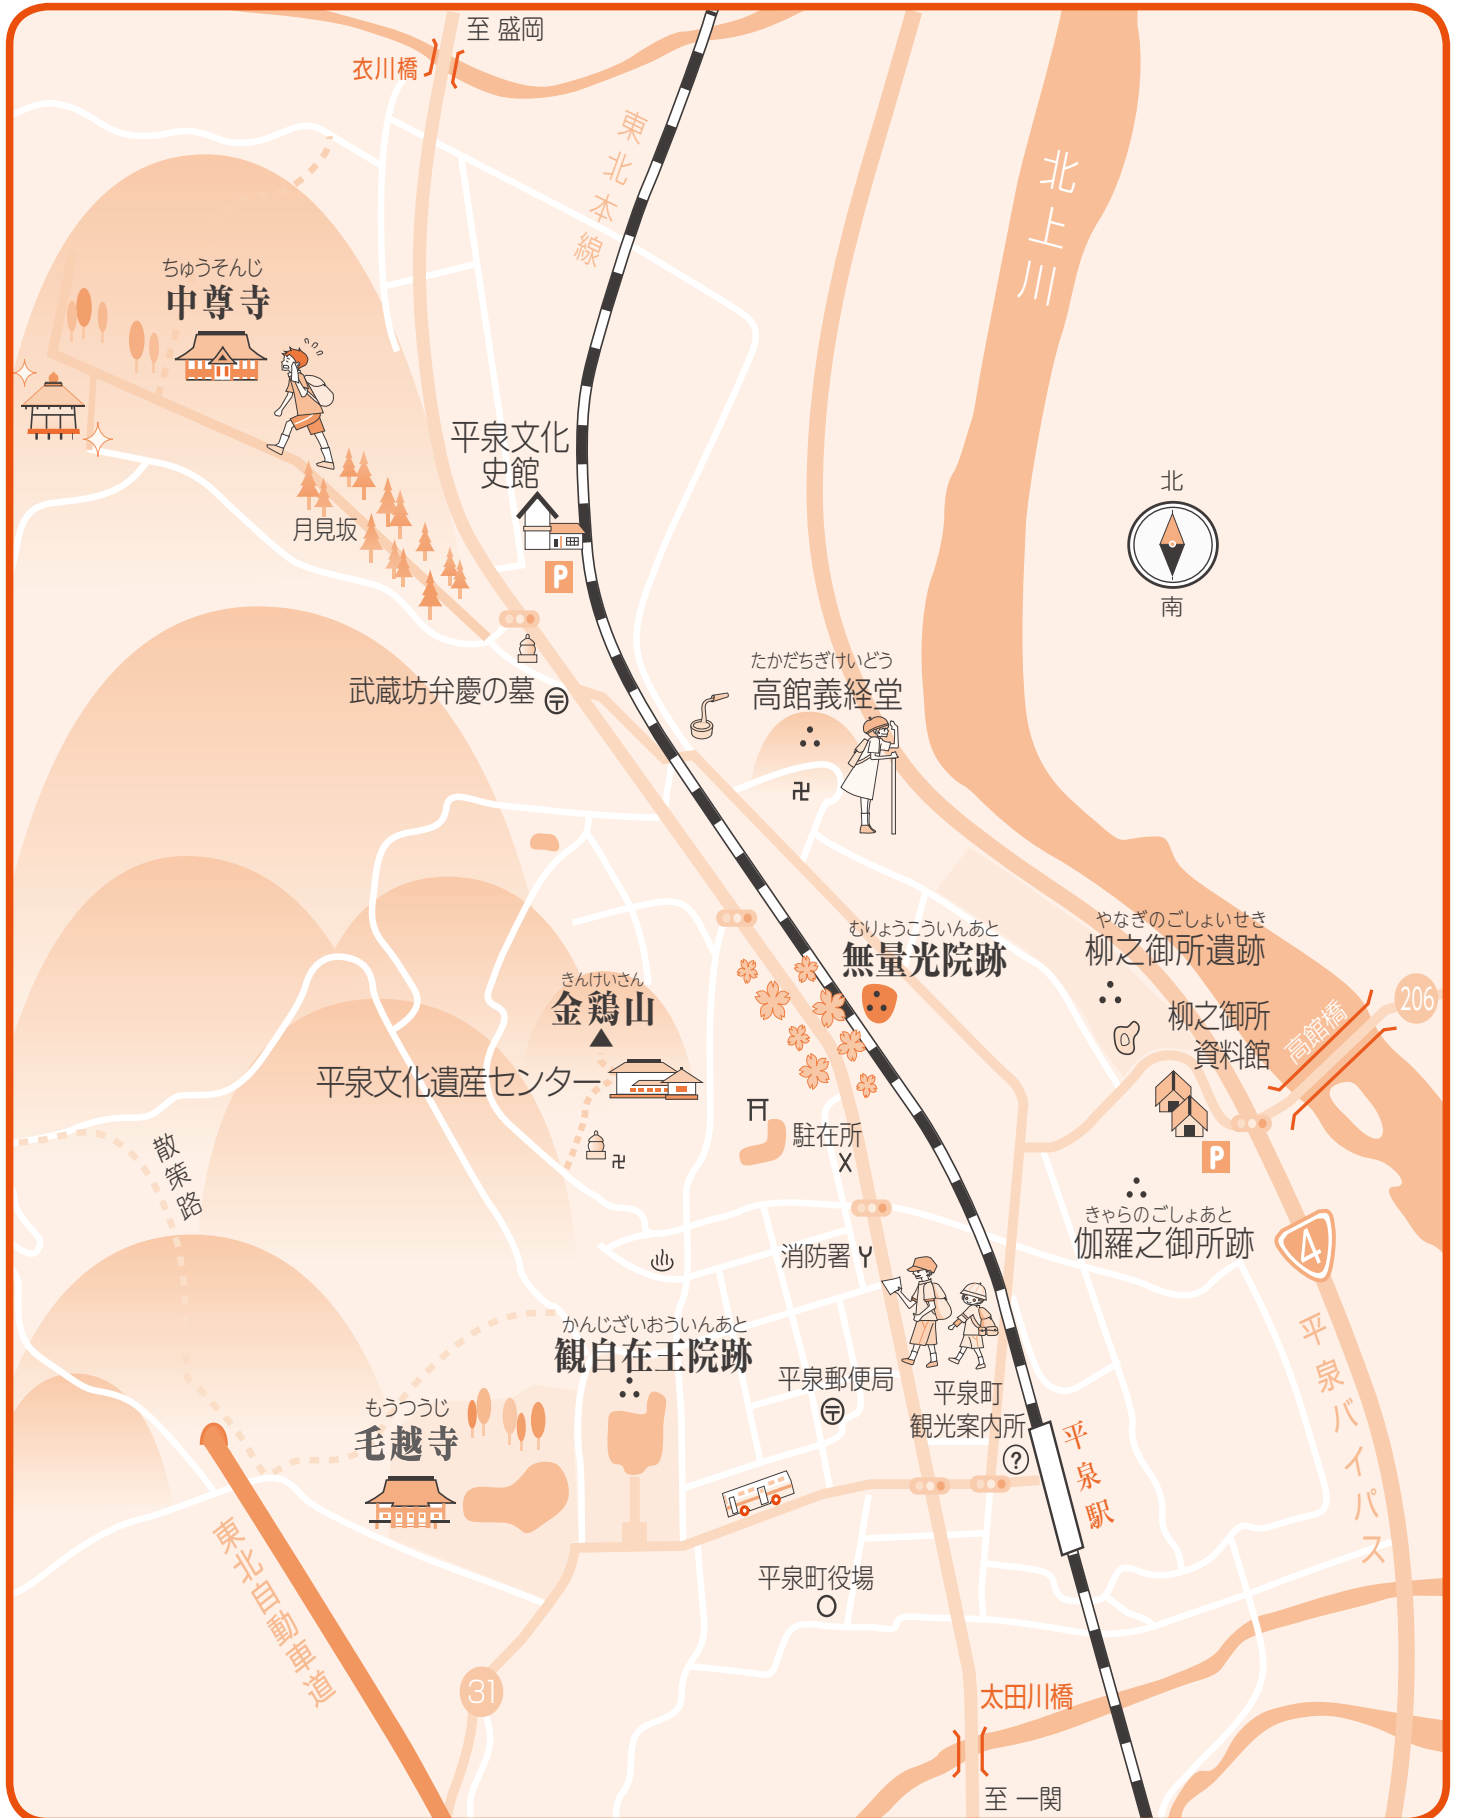 至 盛岡
衣川橋
東北本線
北上川
ちゅうそんじ
中尊寺
平泉文化
史館
P
月見坂
北
南
武蔵坊弁慶の墓
〒
たかだちぎけいどう
高館義経堂
卍
むりょうこういんあと
無量光院跡
やなぎのごしょいせき
柳之御所遺跡
柳之御所
資料館
P
高館橋
206
きんけいさん
金鶏山
平泉文化遺産センター
卍
駐在所
X
散策路
きゃらのごしょあと
伽羅之御所跡
4
消防署
平泉バイパス
かんじざいおういんあと
観自在王院跡
平泉郵便局
〒
平泉町
観光案内所
?
平泉駅
もうつうじ
毛越寺
東北自動車道
平泉町役場
31
太田川橋
至 一関